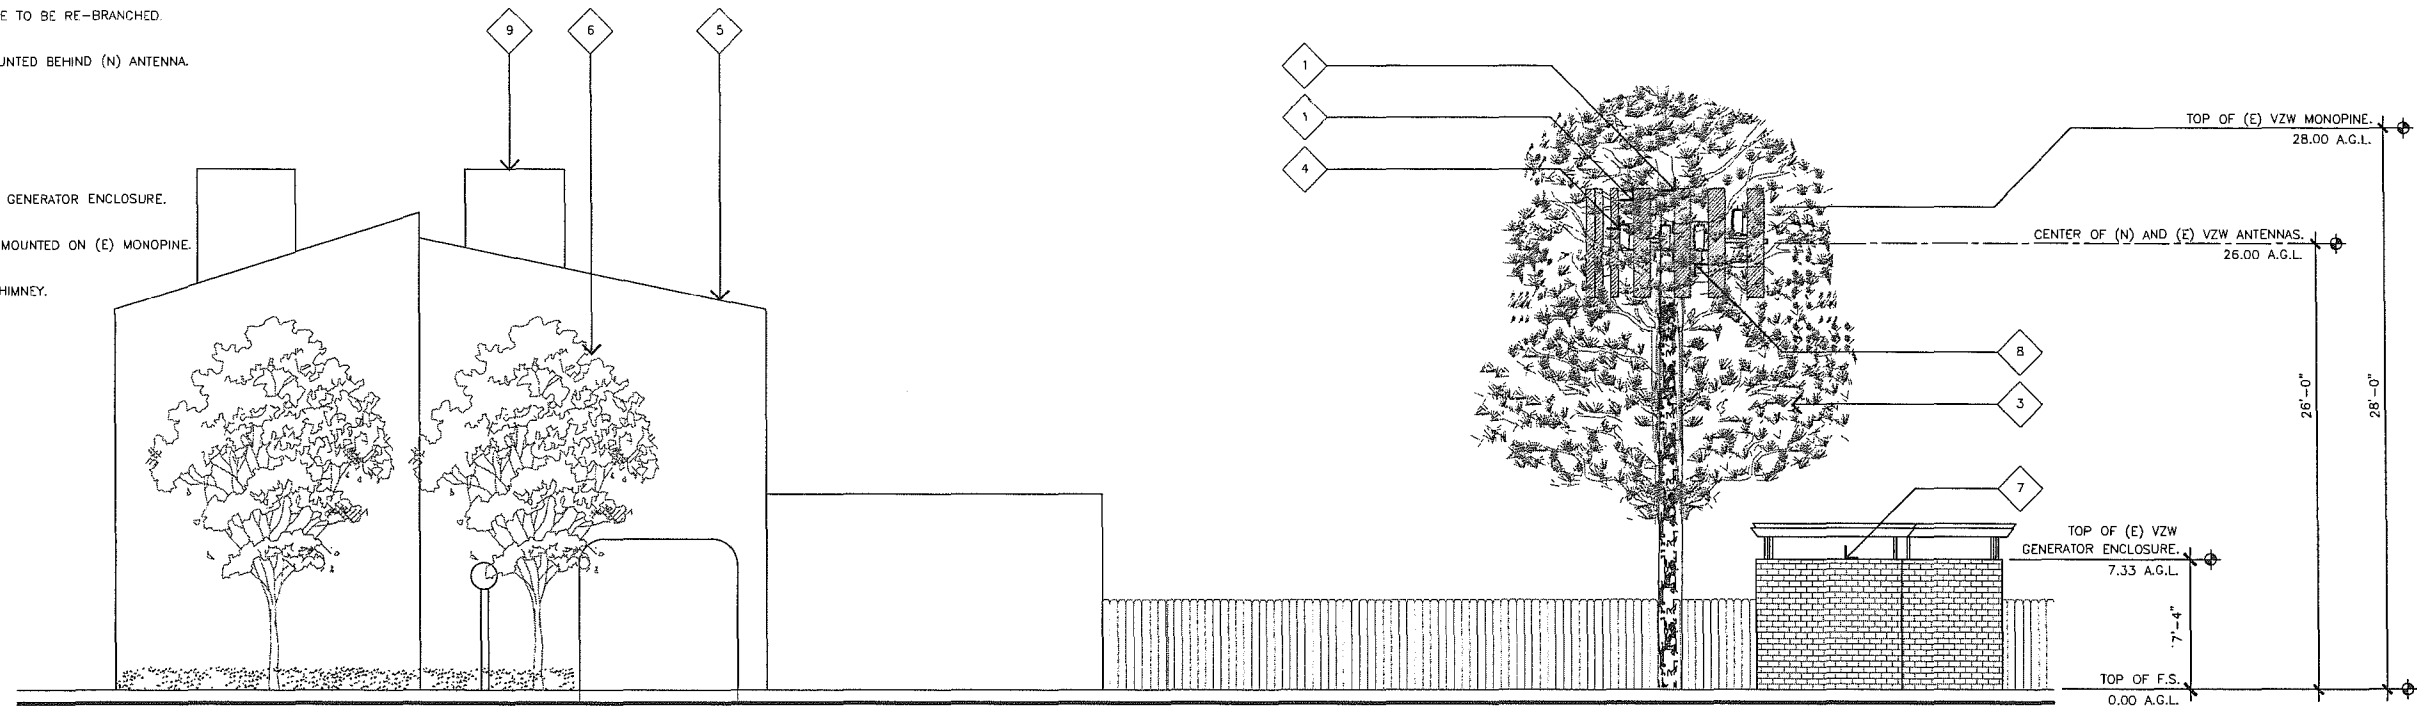 E TO BE RE-BRANCHED.
UNTED BEHIND (N) ANTENNA.
GENERATOR ENCLOSURE.
MOUNTED ON (E) MONOPINE.
HIMNEY.
9
6
5
1
1
4
TOP OF (E) VZW MONOPINE.
28.00 A.G.L.
CENTER OF (N) AND (E) VZW ANTENNAS.
26.00 A.G.L.
8
3
7
26'-0"
28'-0"
TOP OF (E) VZW
GENERATOR ENCLOSURE.
7.33 A.G.L.
7'-4"
TOP OF F.S.
0.00 A.G.L.